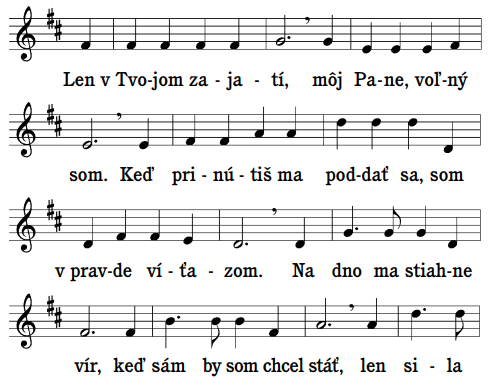 Len v Tvo-jom za-ja-tí, môj Pa-ne, voľ-ný
som. Keď pri-nú-tiš ma pod-dať sa, som
v prav-de ví-ťa-zom. Na dno ma stiah-ne
vír, keď sám by som chcel stáť, len si-la